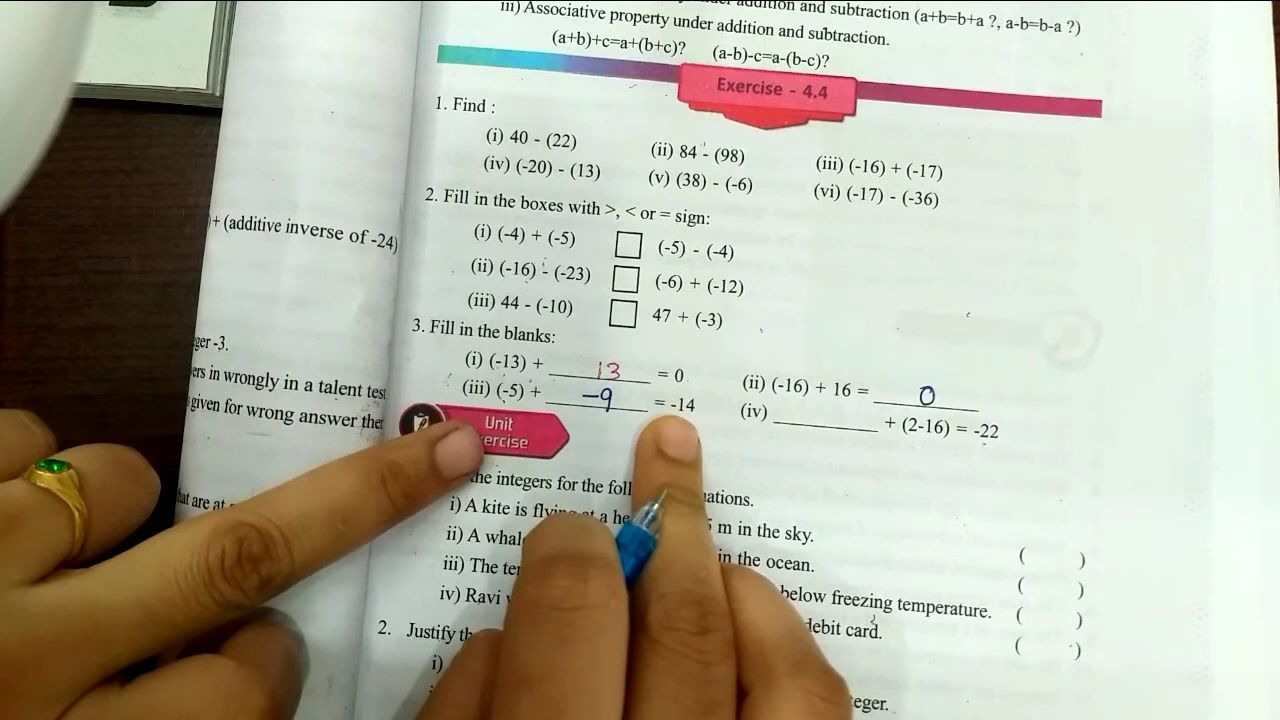 addition and subtraction (a+b=b+a ?, a-b=b-a ?)
iii) Associative property under addition and subtraction.
(a+b)+c=a+(b+c)? (a-b)-c=a-(b-c)?
Exercise - 4.4
1. Find :
(i) 40 - (22) (ii) 84 - (98) (iii) (-16) + (-17)
(iv) (-20) - (13) (v) (38) - (-6) (vi) (-17) - (-36)
2. Fill in the boxes with >, < or = sign:
(i) (-4) + (-5) □ (-5) - (-4)
(ii) (-16) - (-23) □ (-6) + (-12)
(iii) 44 - (-10) □ 47 + (-3)
3. Fill in the blanks:
(i) (-13) + 13 = 0 (ii) (-16) + 16 = 0
(iii) (-5) + -9 = -14 (iv) ________ + (2-16) = -22
Unit
ercise
the integers for the foll ations.
i) A kite is flying at a he m in the sky. ( )
ii) A whal in the ocean. ( )
iii) The te below freezing temperature. ( )
iv) Ravi debit card. ( )
2. Justify th
i)
eger.
)+ (additive inverse of -24)
ger -3.
ers in wrongly in a talent test
given for wrong answer ther
hat are at